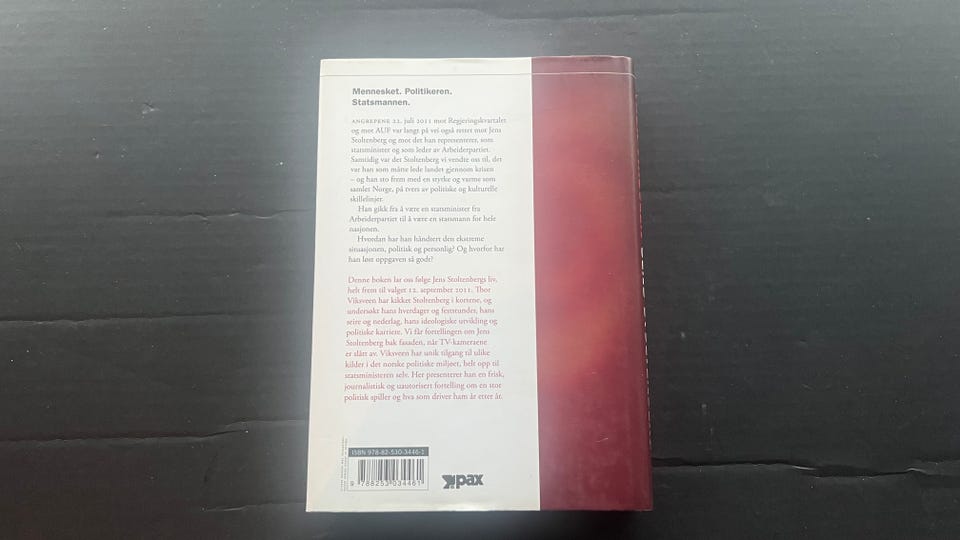 Mennesket. Politikeren.
Statsmannen.
ANGREPENE 22. juli 2011 mot Regjeringskvartalet
og mot AUF var langt på vei også rettet mot Jens
Stoltenberg og mot det han representerer, som
statsminister og som leder av Arbeiderpartiet.
Samtidig var det Stoltenberg vi vendte oss til, det
var han som måtte lede landet gjennom krisen
– og han sto frem med en styrke og varme som
samlet Norge, på tvers av politiske og kulturelle
skillelinjer.
Han gikk fra å være en statsminister fra
Arbeiderpartiet til å være en statsmann for hele
nasjonen.
Hvordan har han håndtert den ekstreme
situasjonen, politisk og personlig? Og hvorfor har
han løst oppgaven så godt?
Denne boken lar oss følge Jens Stoltenbergs liv,
helt frem til valget 12. september 2011. Thor
Viksveen har kikket Stoltenberg i kortene, og
undersøkt hans hverdager og feststunder, hans
seire og nederlag, hans ideologiske utvikling og
politiske karriere. Vi får fortellingen om Jens
Stoltenberg bak fasaden, når TV-kameraene
er slått av. Viksveen har unik tilgang til ulike
kilder i det norske politiske miljøet, helt opp til
statsministeren selv. Her presenterer han en frisk,
journalistisk og uautorisert fortelling om en stor
politisk spiller og hva som driver ham år etter år.
ISBN 978-82-530-3446-1
9 788253 034461
pax